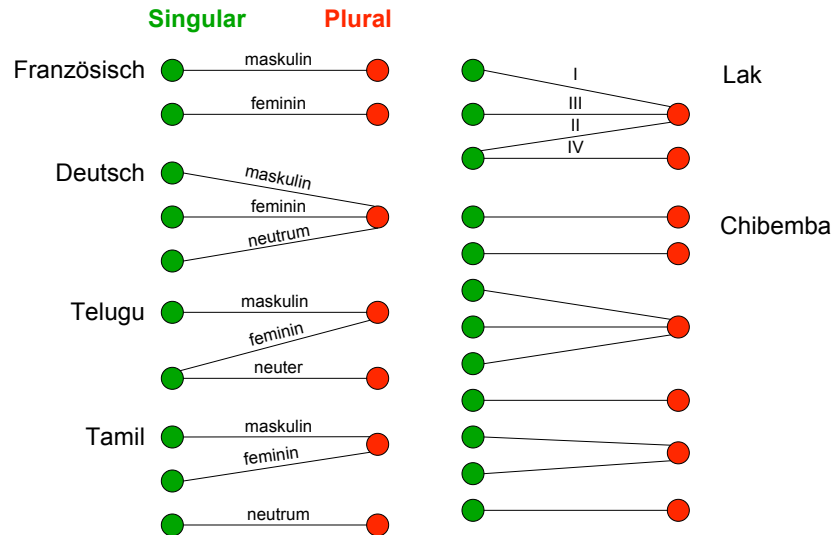 Singular Plural
Französisch
maskulin
feminin
Deutsch
maskulin
feminin
neutrum
Telugu
maskulin
feminin
neuter
Tamil
maskulin
feminin
neutrum
Lak
I
III
II
IV
Chibemba